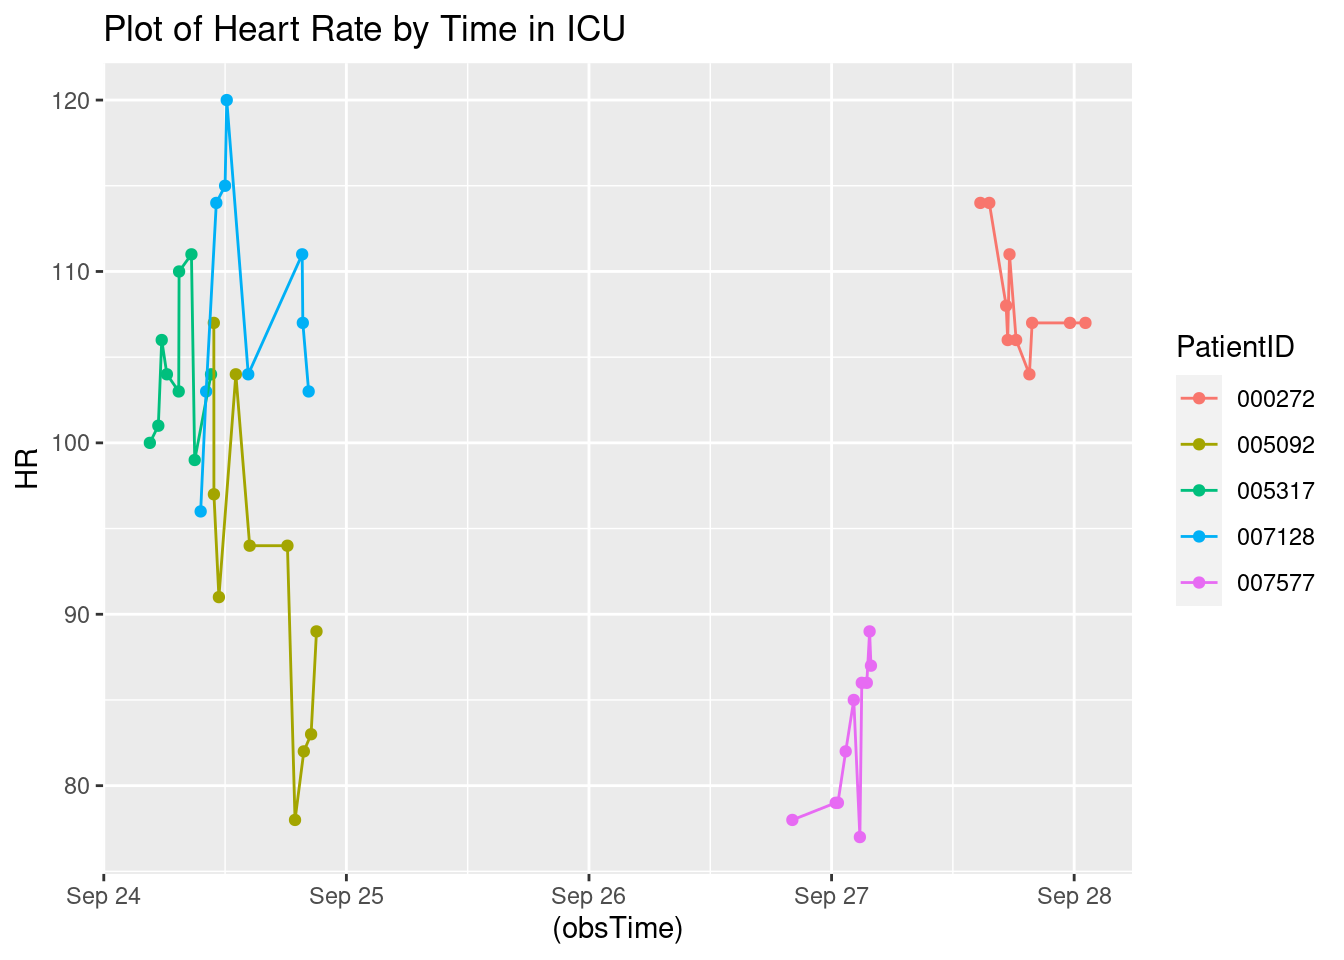 Plot of Heart Rate by Time in ICU
120
110
100
90
80
HR
Sep 24
Sep 25
Sep 26
Sep 27
Sep 28
(obsTime)
PatientID
000272
005092
005317
007128
007577